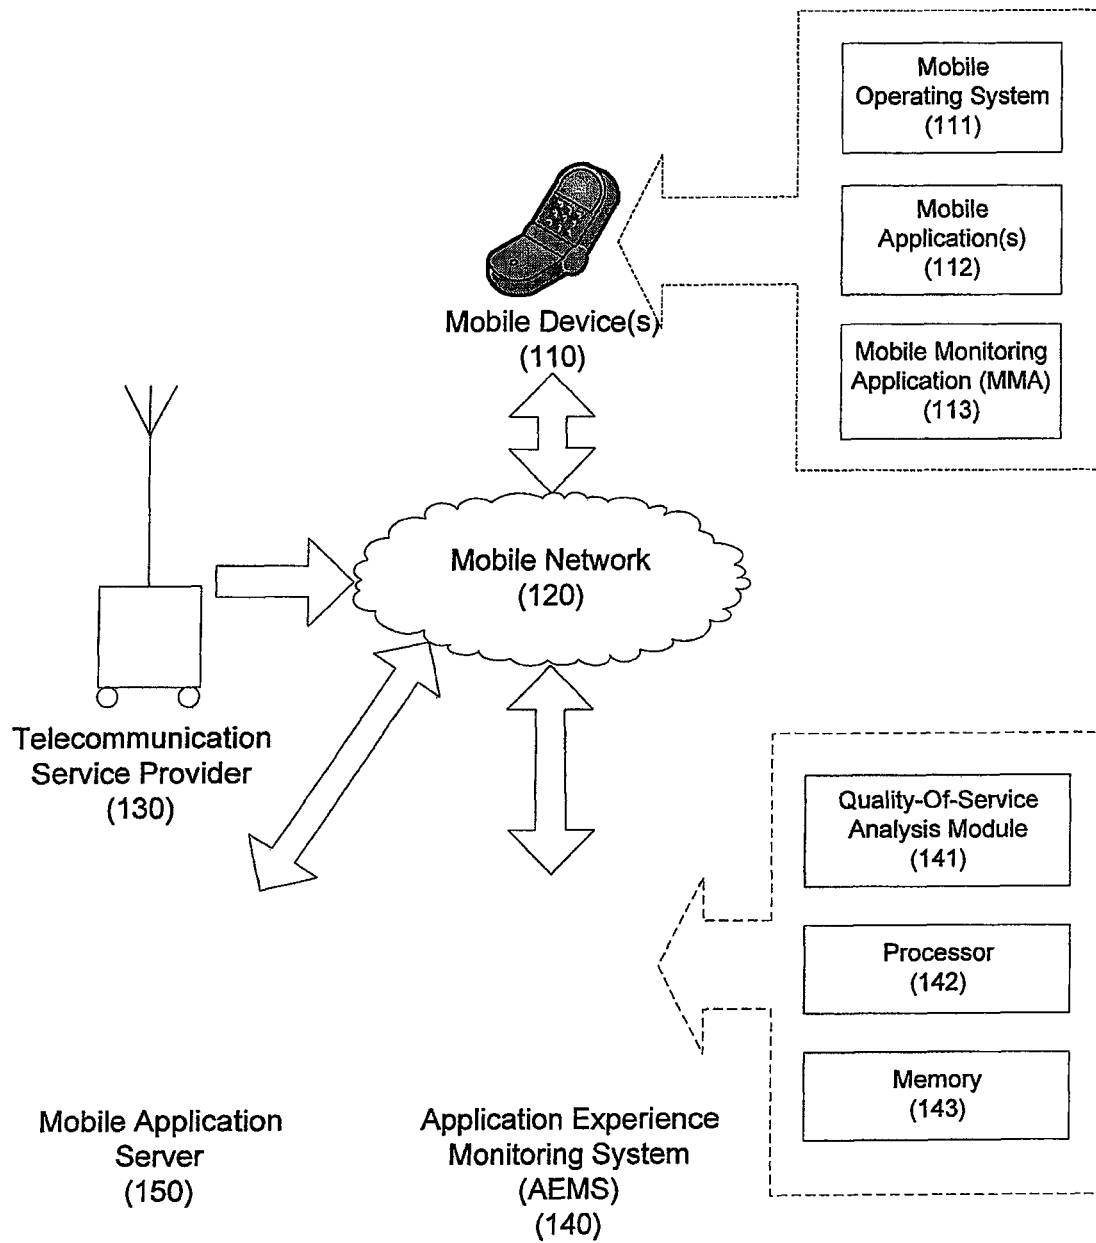 Mobile
Operating System
(111)
Mobile
Application(s)
(112)
Mobile Monitoring
Application (MMA)
(113)
Mobile Device(s)
(110)
Mobile Network
(120)
Telecommunication
Service Provider
(130)
Quality-Of-Service
Analysis Module
(141)
Processor
(142)
Memory
(143)
Mobile Application
Server
(150)
Application Experience
Monitoring System
(AEMS)
(140)